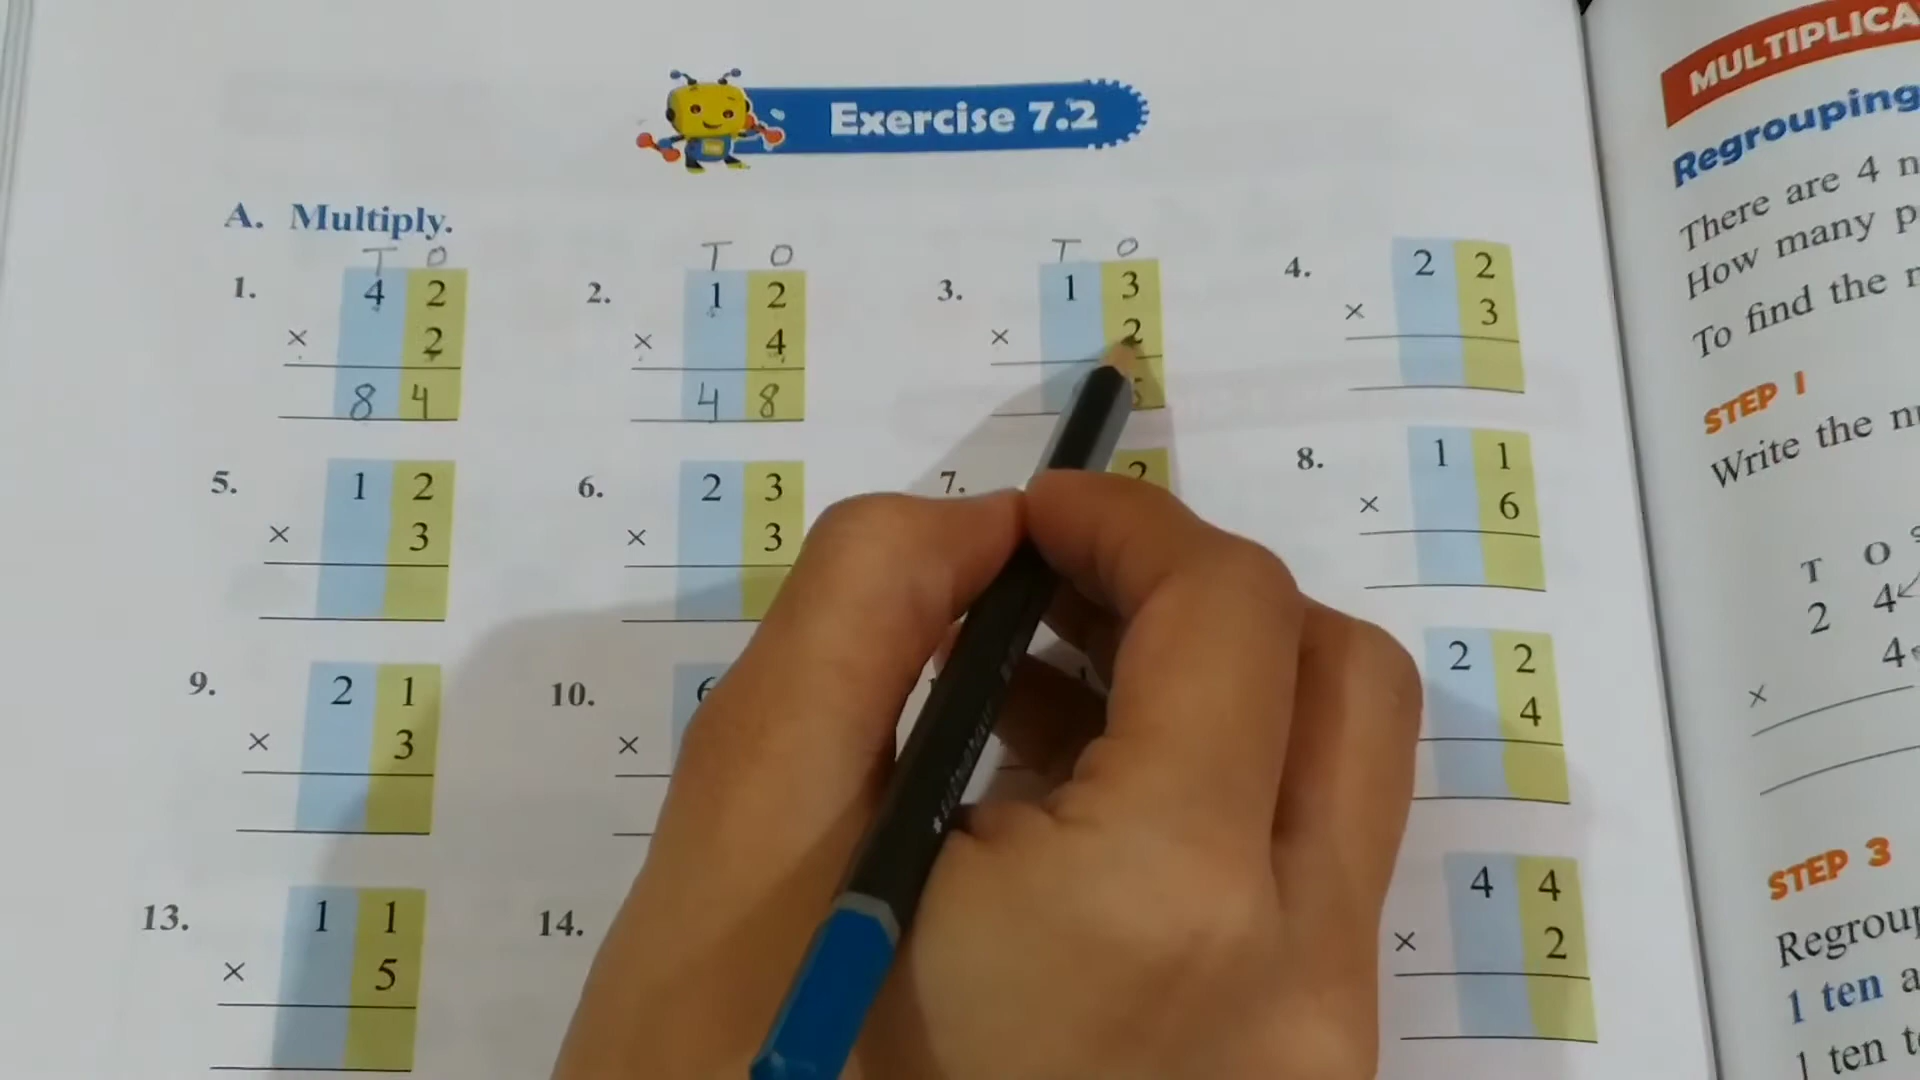 Exercise 7.2
A. Multiply.
T O
T O
T O
1.
4 2
× 2
8 4
2.
1 2
× 4
4 8
3.
1 3
× 2
4.
2 2
× 3
5.
1 2
× 3
6.
2 3
× 3
7.
2
8.
1 1
× 6
9.
2 1
× 3
10.
×
2 2
4
13.
1 1
× 5
14.
4 4
× 2
Regrouping
There are 4
How many
To find the
STEP 1
Write the
T O
2 4
× 4
STEP 3
1 ten
1 ten